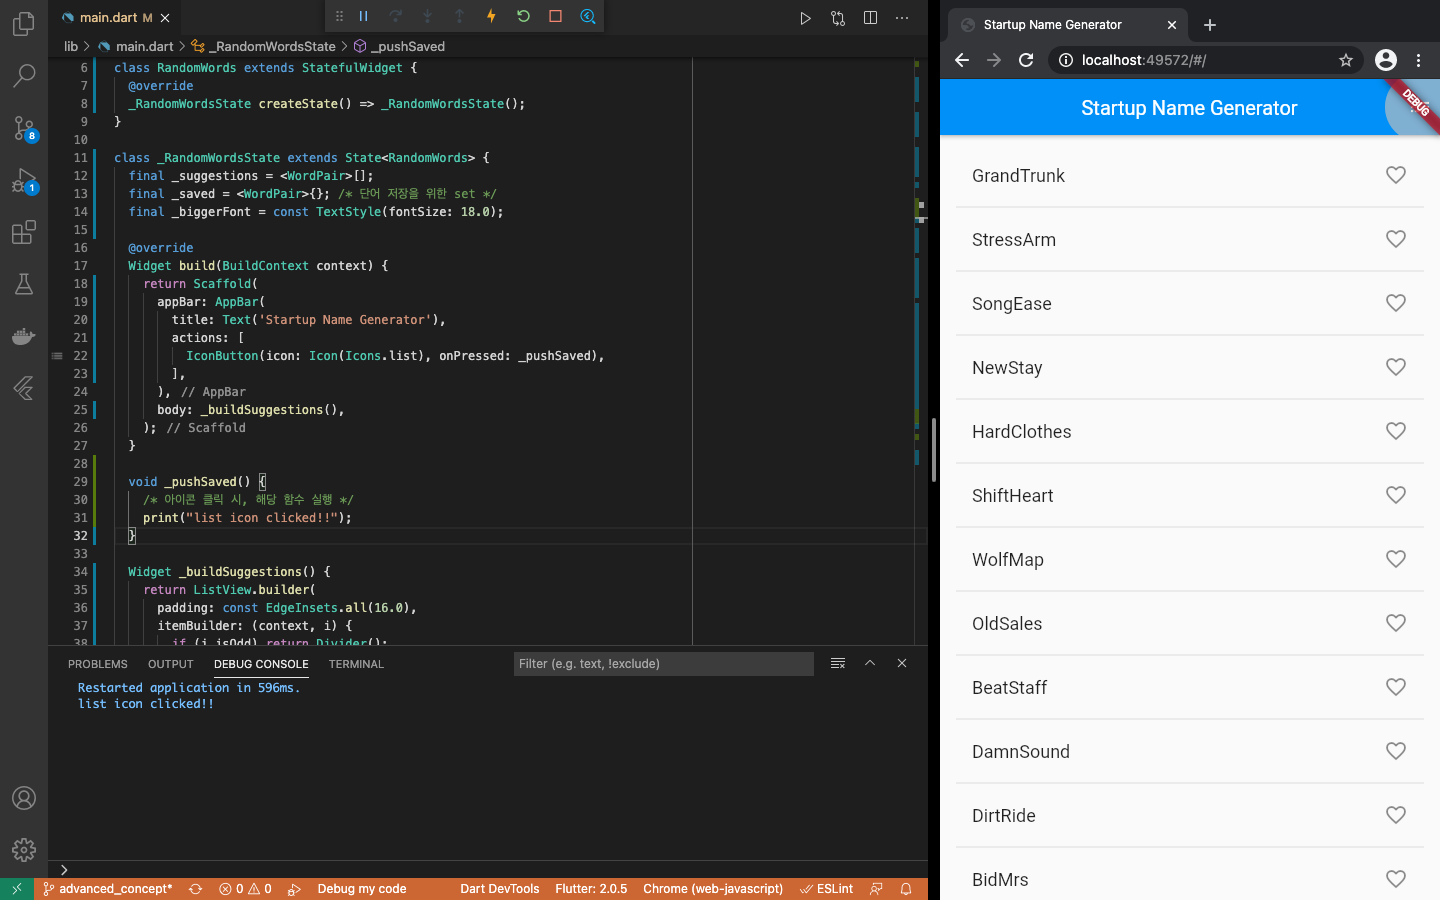 main.dart M
lib > main.dart > _RandomWordsState > _pushSaved
6 class RandomWords extends StatefulWidget {
7 @override
8 _RandomWordsState createState() => _RandomWordsState();
9 }
10
11 class _RandomWordsState extends State<RandomWords> {
12 final _suggestions = <WordPair>[];
13 final _saved = <WordPair>{}; /* 단어 저장을 위한 set */
14 final _biggerFont = const TextStyle(fontSize: 18.0);
15
16 @override
17 Widget build(BuildContext context) {
18 return Scaffold(
19 appBar: AppBar(
20 title: Text('Startup Name Generator'),
21 actions: [
22 IconButton(icon: Icon(Icons.list), onPressed: _pushSaved),
23 ],
24 ), // AppBar
25 body: _buildSuggestions(),
26 ); // Scaffold
27 }
28
29 void _pushSaved() {
30 /* 아이콘 클릭 시, 해당 함수 실행 */
31 print("list icon clicked!!");
32 }
33
34 Widget _buildSuggestions() {
35 return ListView.builder(
36 padding: const EdgeInsets.all(16.0),
37 itemBuilder: (context, i) {
38 if (i.isOdd) return Divider();
PROBLEMS OUTPUT DEBUG CONSOLE TERMINAL Filter (e.g. text, !exclude)
Restarted application in 596ms.
list icon clicked!!
8
1
advanced_concept* 0 0 Debug my code Dart DevTools Flutter: 2.0.5 Chrome (web-javascript) ESLint
Startup Name Generator
localhost:49572/#/
Startup Name Generator
DEBUG
GrandTrunk
StressArm
SongEase
NewStay
HardClothes
ShiftHeart
WolfMap
OldSales
BeatStaff
DamnSound
DirtRide
BidMrs